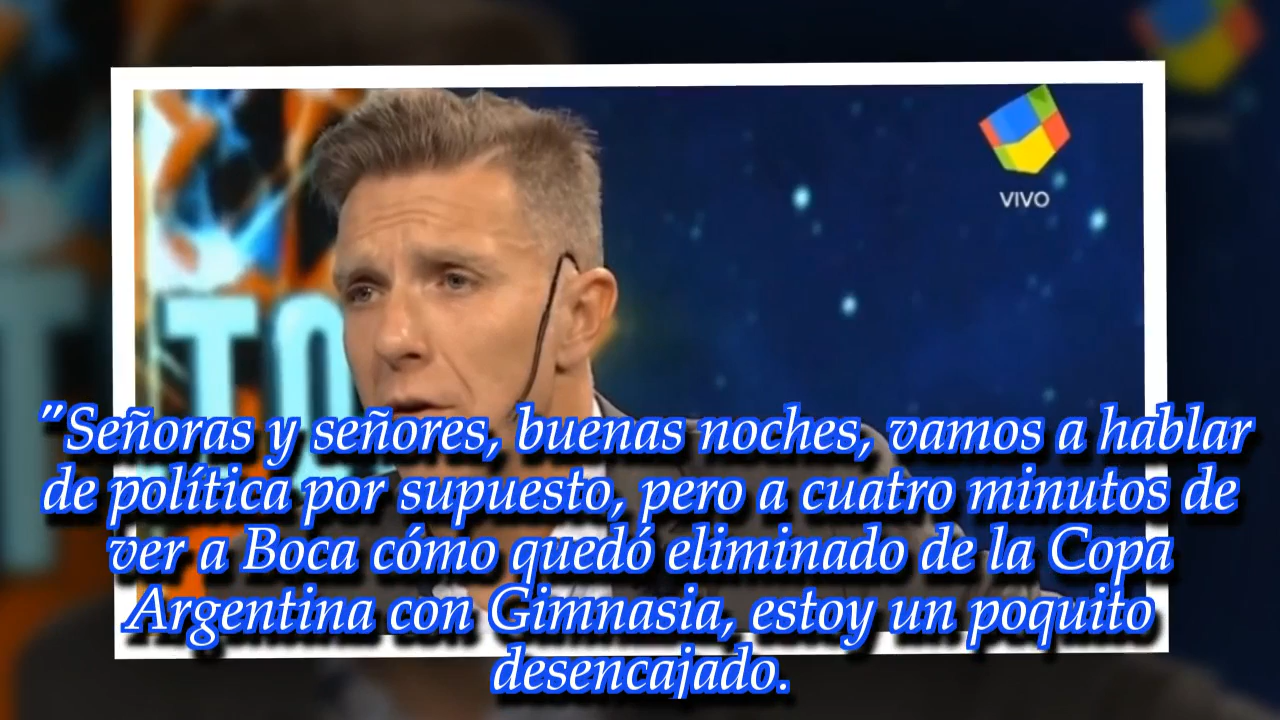 VIVO
TO
"Señoras y señores, buenas noches, vamos a hablar
de política por supuesto, pero a cuatro minutos de
ver a Boca cómo quedó eliminado de la Copa
Argentina con Gimnasia, estoy un poquito
desencajado.